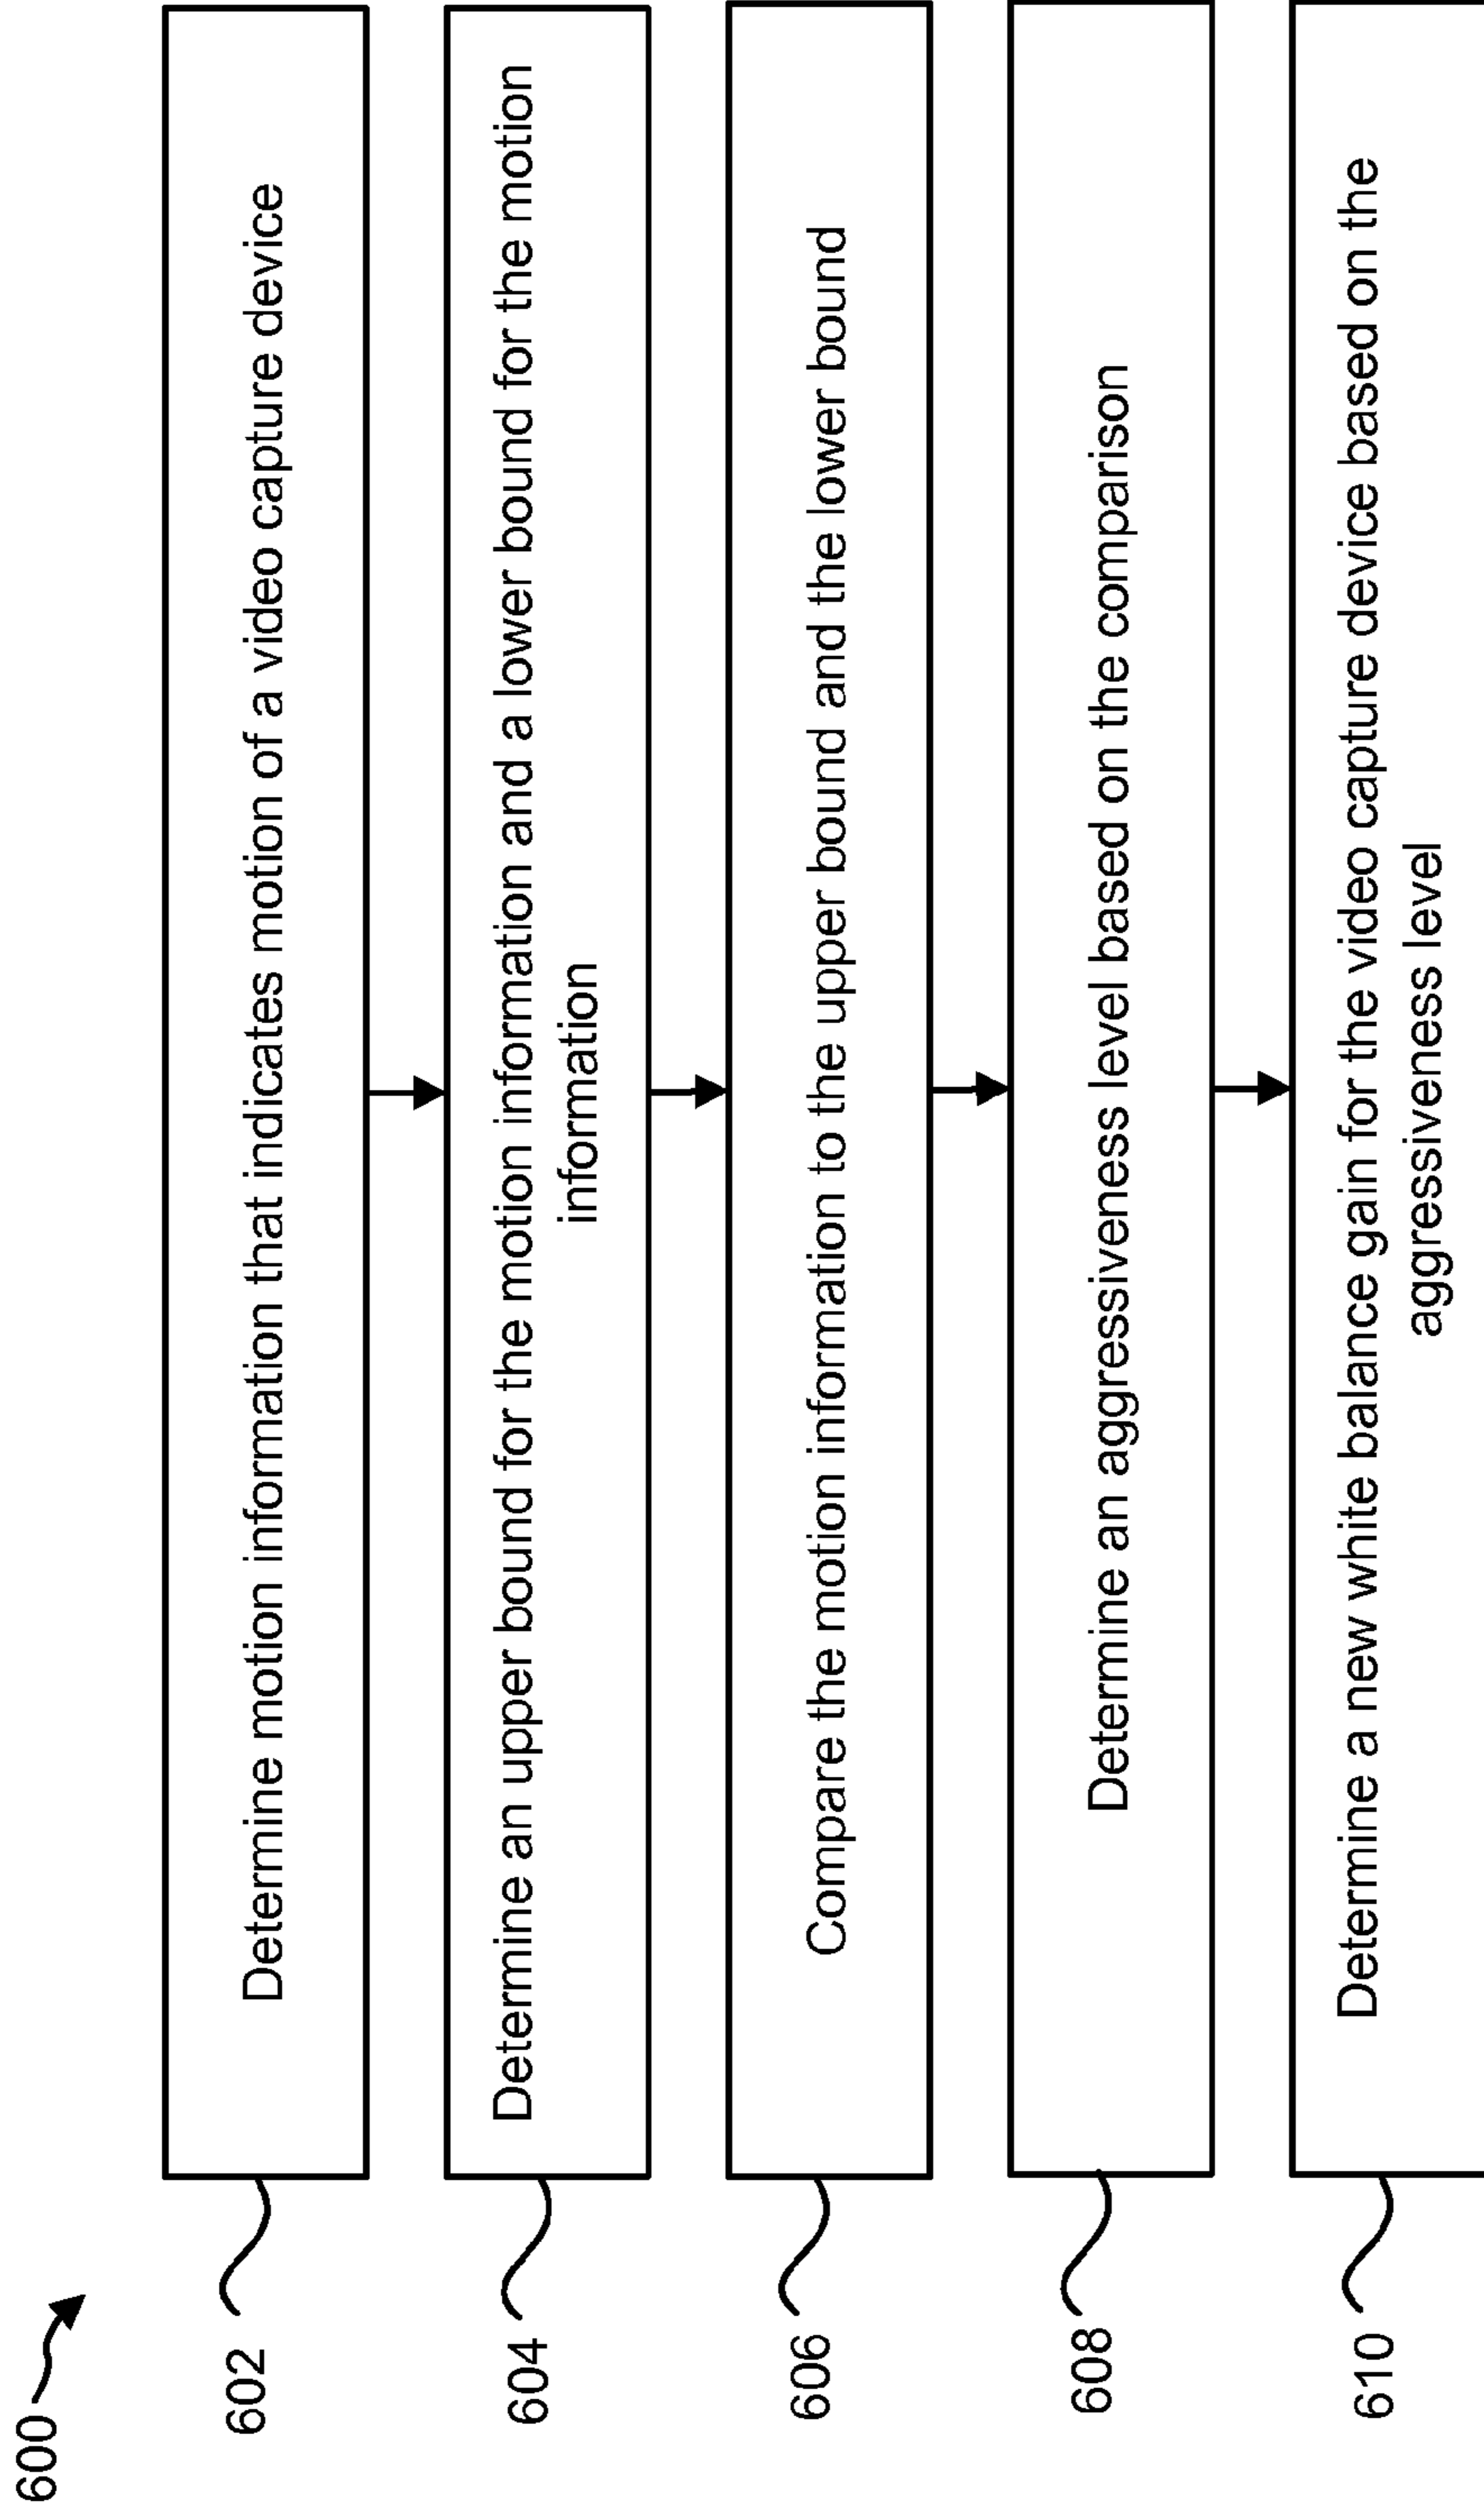 600
602
Determine motion information that indicates motion of a video capture device
604
Determine an upper bound for the motion information and a lower bound for the motion
information
606
Compare the motion information to the upper bound and the lower bound
608
Determine an aggressiveness level based on the comparison
610
Determine a new white balance gain for the video capture device based on the
aggressiveness level